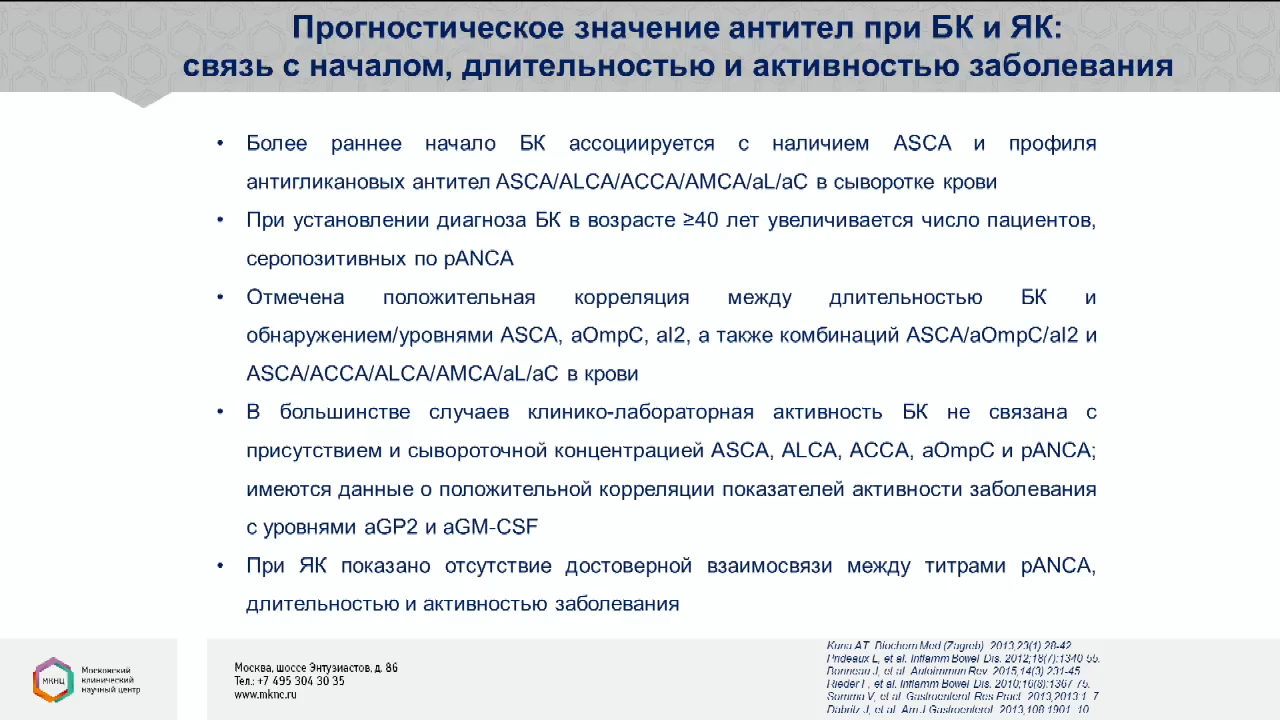 Прогностическое значение антител при БК и ЯК:
связь с началом, длительностью и активностью заболевания
• Более раннее начало БК ассоциируется с наличием ASCA и профиля
антигликановых антител ASCA/ALCA/ACCA/AMCA/aL/aC в сыворотке крови
• При установлении диагноза БК в возрасте ≥40 лет увеличивается число пациентов,
серопозитивных по pANCA
• Отмечена положительная корреляция между длительностью БК и
обнаружением/уровнями ASCA, aOmpC, aI2, а также комбинаций ASCA/aOmpC/aI2 и
ASCA/ACCA/ALCA/AMCA/aL/aC в крови
• В большинстве случаев клинико-лабораторная активность БК не связана с
присутствием и сывороточной концентрацией ASCA, ALCA, ACCA, aOmpC и pANCA;
имеются данные о положительной корреляции показателей активности заболевания
с уровнями aGP2 и aGM-CSF
• При ЯК показано отсутствие достоверной взаимосвязи между титрами pANCA,
длительностью и активностью заболевания
МКНЦ
Московский
клинический
научный центр
Москва, шоссе Энтузиастов, д. 86
Тел.: +7 495 304 30 35
www.mknc.ru
Kuna AT. Biochem Med (Zagreb). 2013;23(1):28-42.
Prideaux L, et al. Inflamm Bowel Dis. 2012;18(7):1340-55.
et al. Autoimmun Rev. 2015;14(3):231-45.
Rieder F, et al. Inflamm Bowel Dis. 2010;16(8):1367-75.
et al. Gastroenterol Res Pract. 2013;2013:1-7.
Däbritz J, et al. Am J Gastroenterol. 2013;108:1901-10.